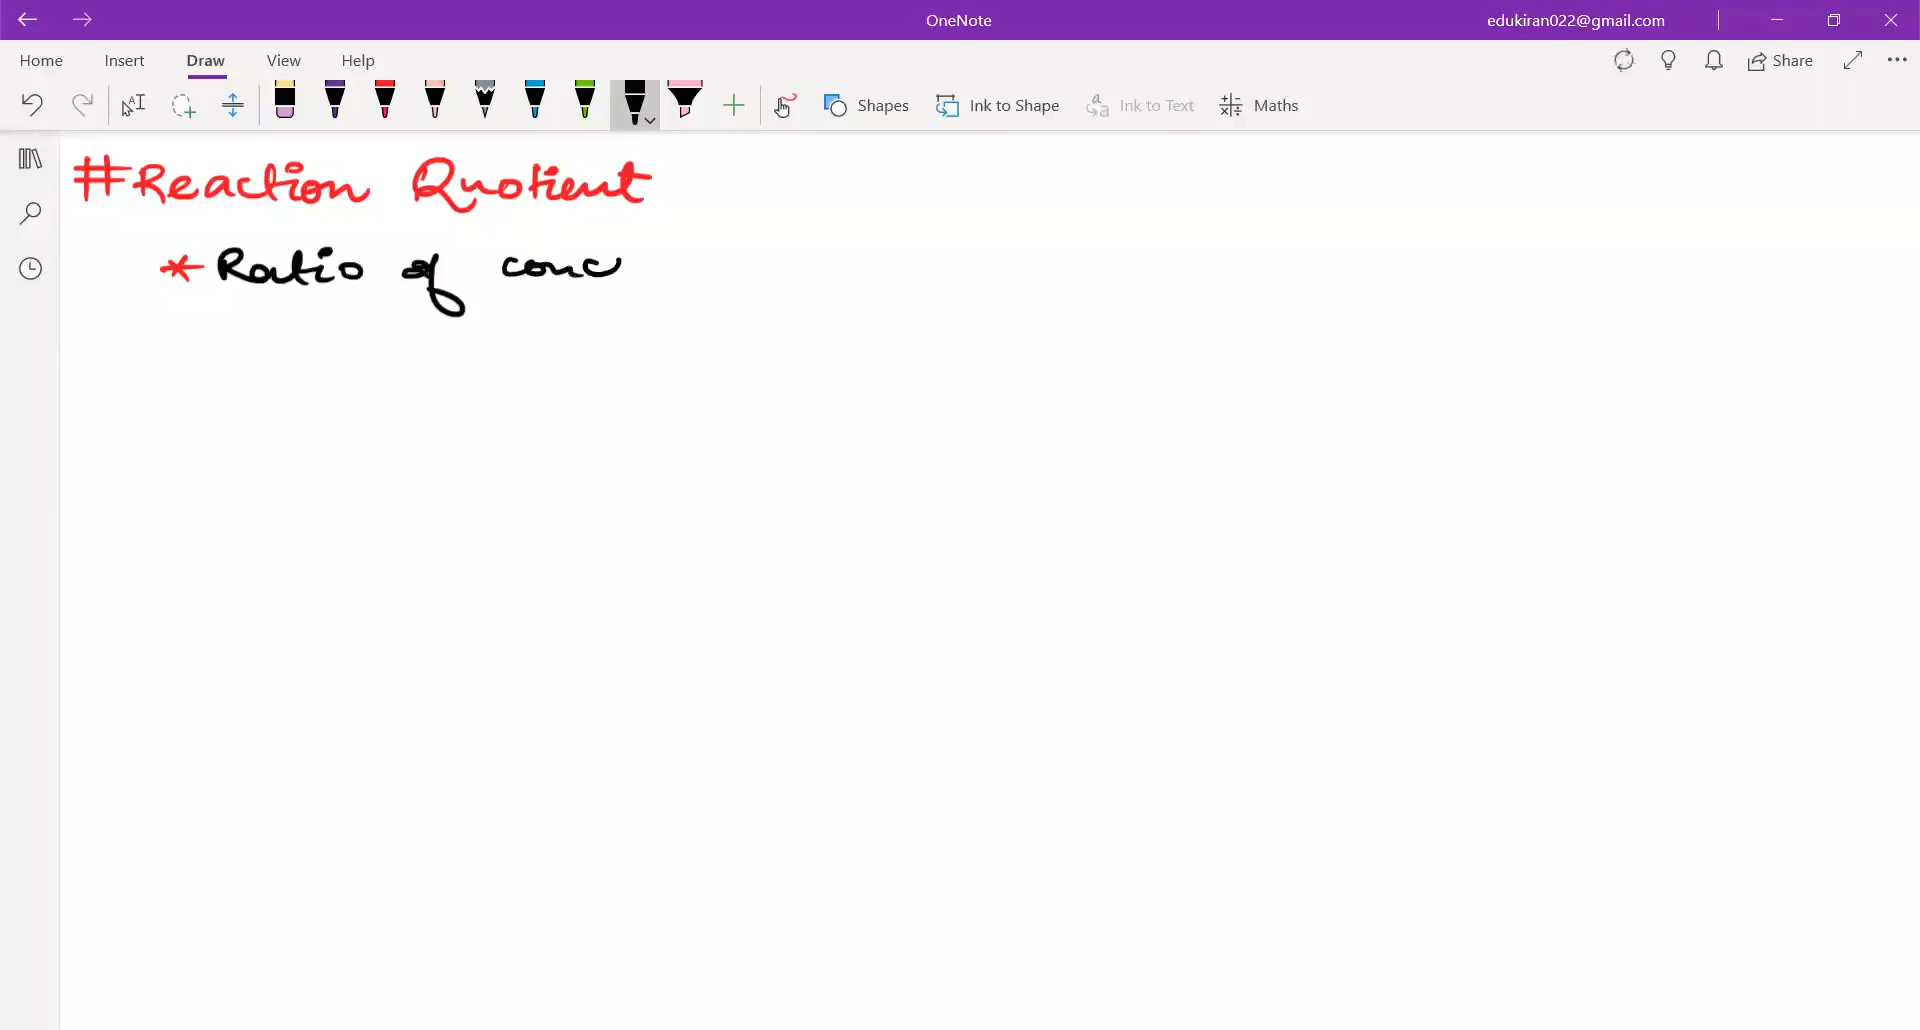 OneNote
edukiran022@gmail.com
Home Insert Draw View Help
Share
Shapes Ink to Shape Ink to Text Maths
#Reaction Quotient
* Ratio of conc